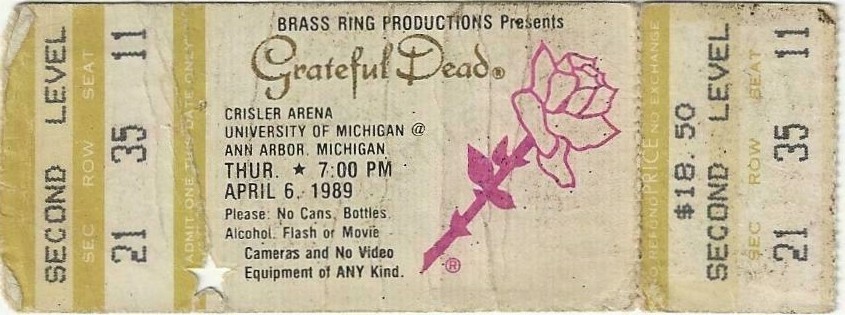 SECOND LEVEL
SEC ROW SEAT
21 35 11
ADMIT ONE THIS DATE ONLY
BRASS RING PRODUCTIONS Presents
Grateful Dead®
CRISLER ARENA
UNIVERSITY OF MICHIGAN @
ANN ARBOR, MICHIGAN
THUR. ★ 7:00 PM
APRIL 6, 1989
Please: No Cans, Bottles,
Alcohol, Flash or Movie
Cameras and No Video
Equipment of ANY Kind.
®
NO REFUND PRICE NO EXCHANGE
$18.50
SECOND LEVEL
SEC ROW SEAT
21 35 11